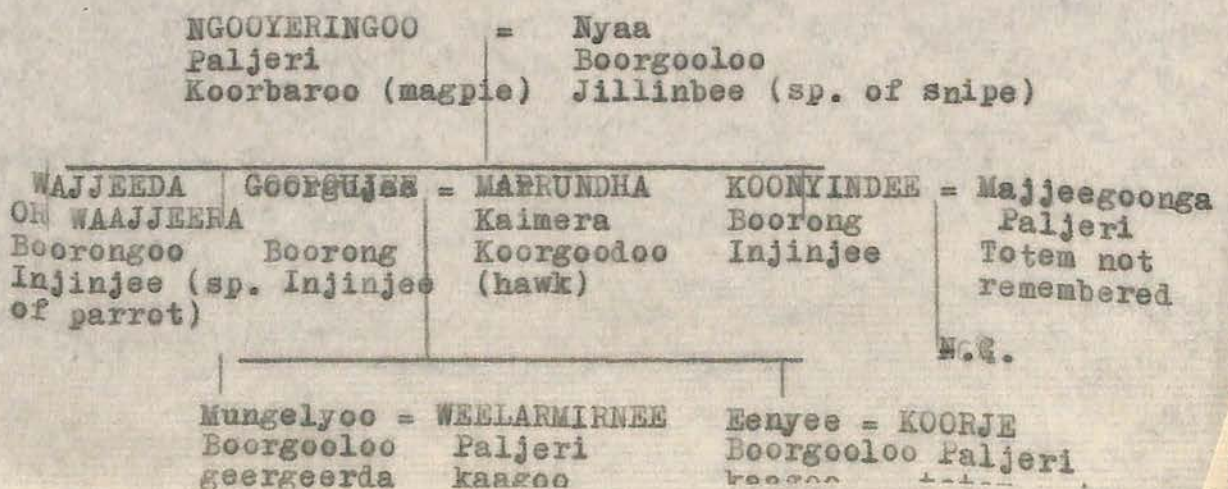 NGOOYERINGOO = Nyaa
Paljeri Boorgooloo
Koorbaroo (magpie) Jillinbee (sp. of snipe)
WAJJEEDA Goorgujee = MARRUNDHA KOONYINDEE = Majjeegoonga
OR WAAJJEERA Kaimera Boorong Paljeri
Boorongoo Boorong Koorgoodoo Injinjee Totem not
Injinjee (sp. Injinjee (hawk) remembered
of parrot)
Mungelyoo = WEELARMIRNEE Eenyee = KOORJE
Boorgooloo Paljeri Boorgooloo Paljeri
geergeerda kaagoo